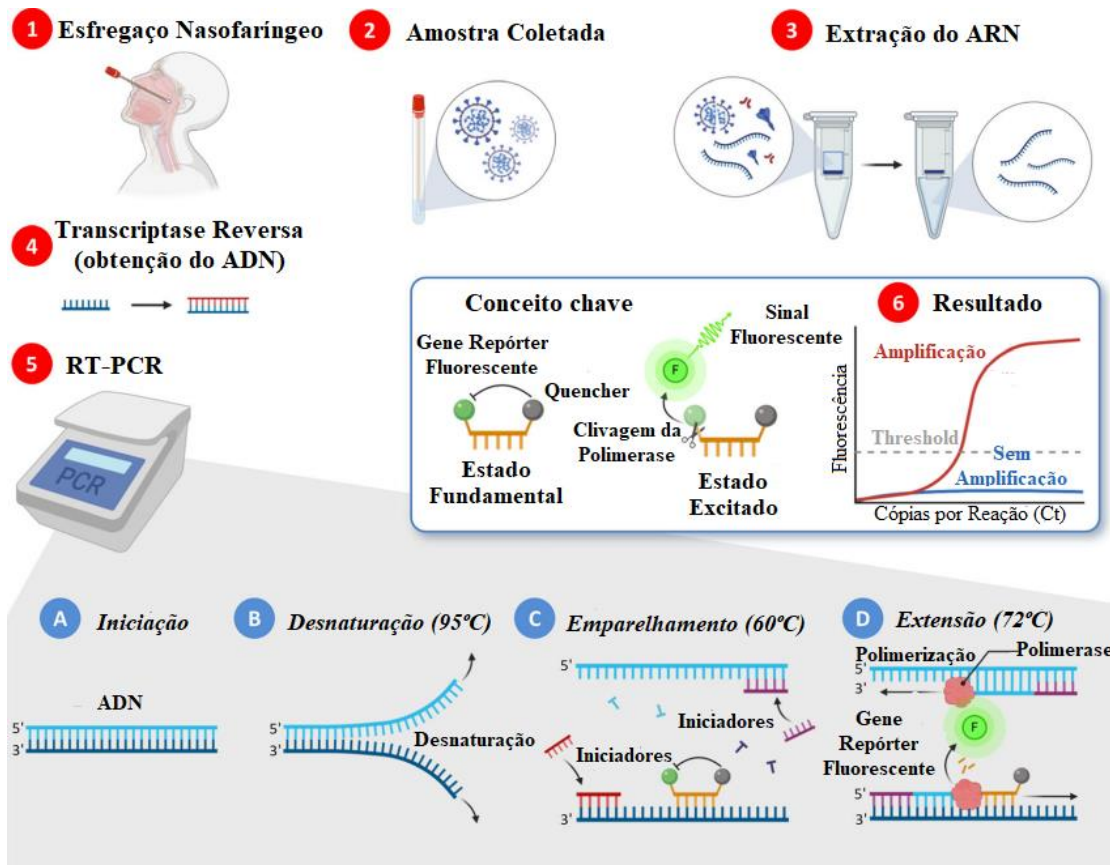 1 Esfregaço Nasofaríngeo
2 Amostra Coletada
3 Extração do ARN
4 Transcriptase Reversa
(obtenção do ADN)
5 RT-PCR
PCR
Conceito chave
Gene Repórter
Fluorescente
Quencher
Estado
Fundamental
Sinal
Fluorescente
F
Clivagem da
Polimerase
Estado
Excitado
6 Resultado
Amplificação
Fluorescência
Threshold
Sem
Amplificação
Cópias por Reação (Ct)
A Iniciação
ADN
5'
3'
B Desnaturação (95ºC)
5'
3'
Desnaturação
C Emparelhamento (60ºC)
5'
Iniciadores
Iniciadores
3'
D Extensão (72ºC)
Polimerização
Polimerase
5'
3'
Gene
Repórter
Fluorescente
F
5'
3'